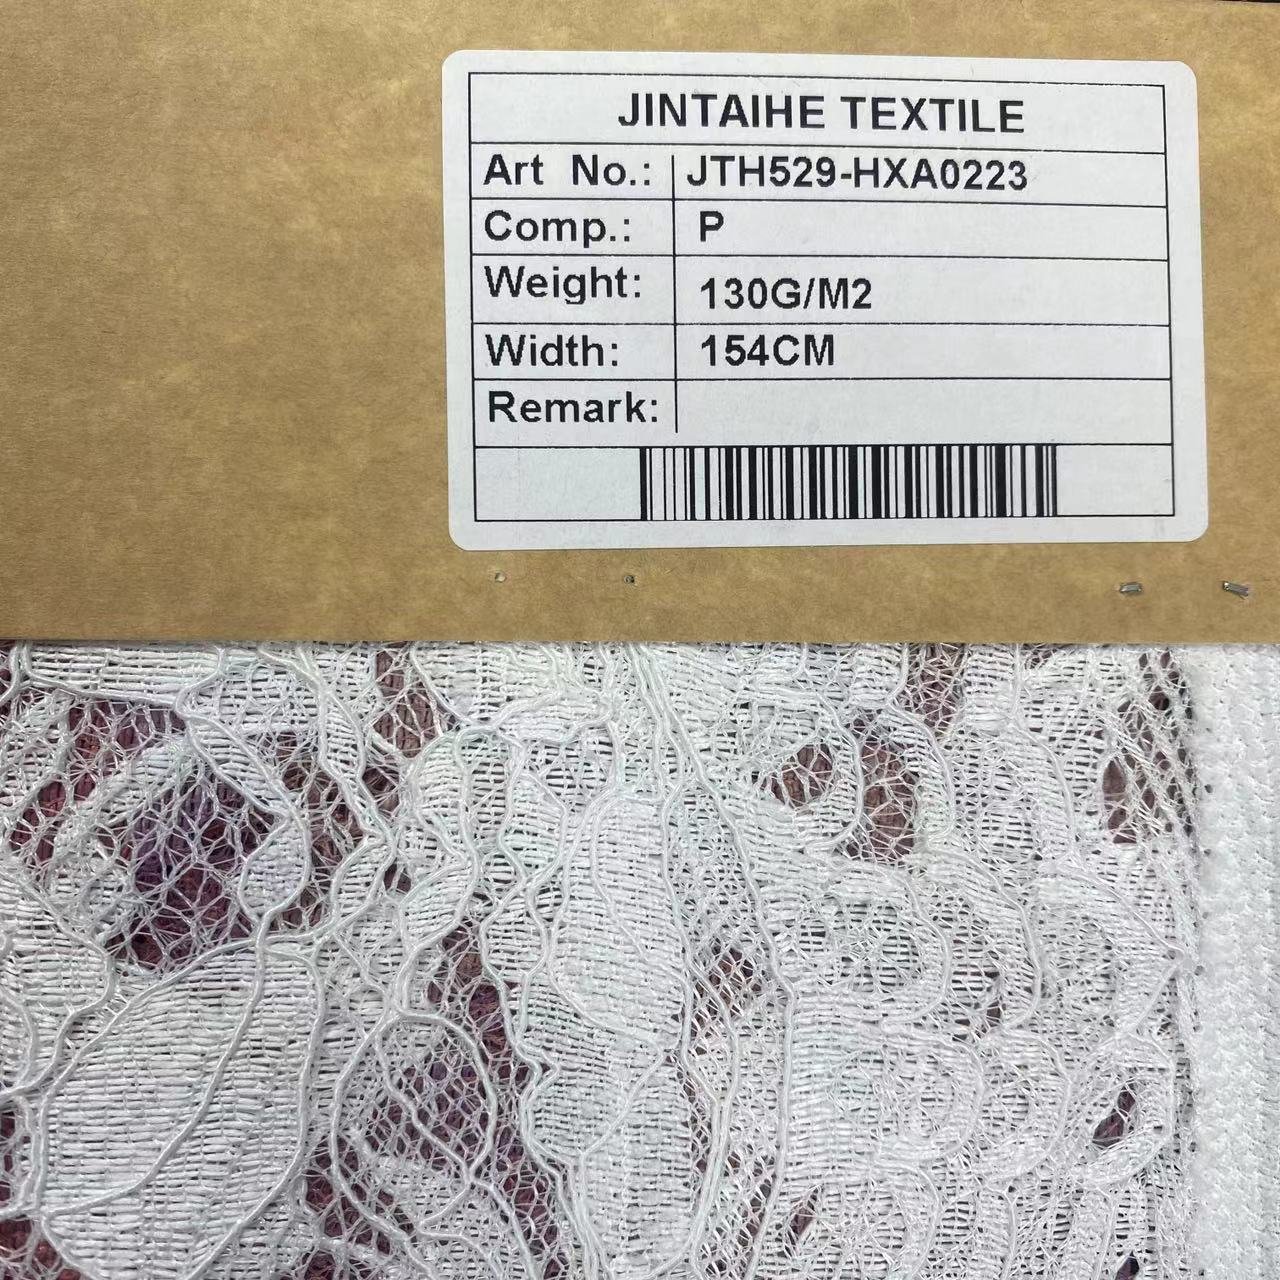 JINTAIHE TEXTILE
Art No.: JTH529-HXA0223
Comp.: P
Weight: 130G/M2
Width: 154CM
Remark: